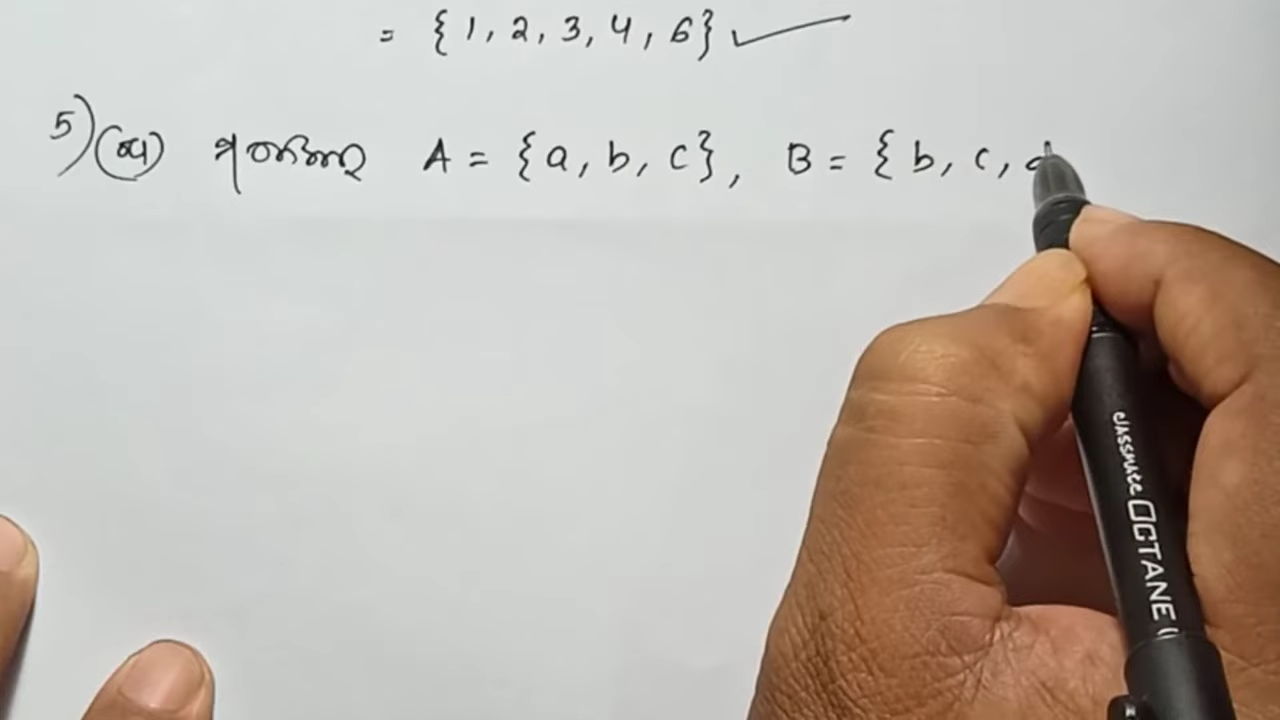 = {1, 2, 3, 4, 6}
5) A = {a, b, c}, B = {b, c, d
classmate OCTANE